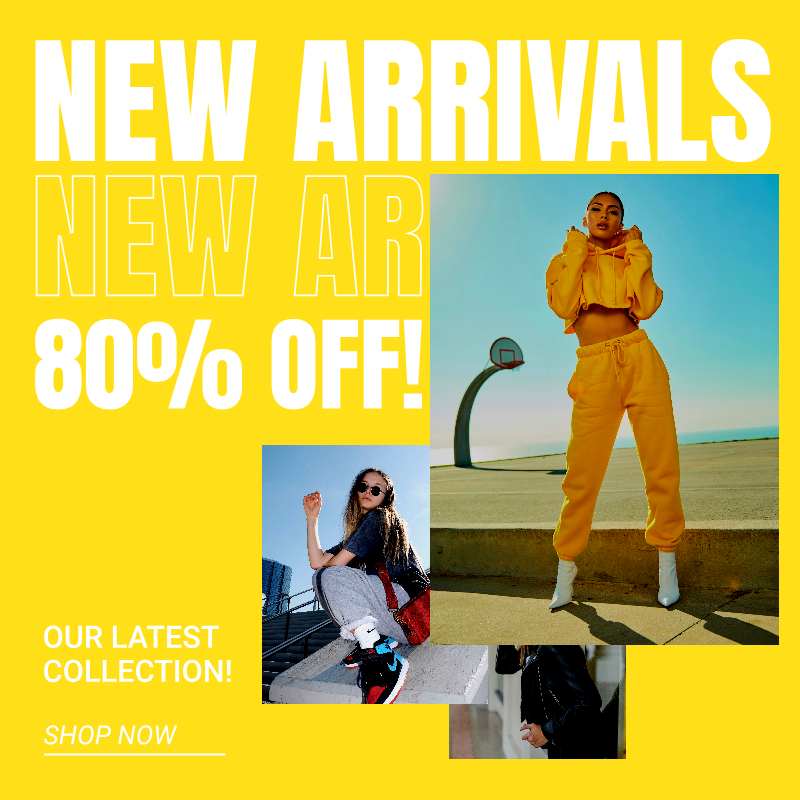 NEW ARRIVALS
NEW AR
80% OFF!
OUR LATEST
COLLECTION!
SHOP NOW